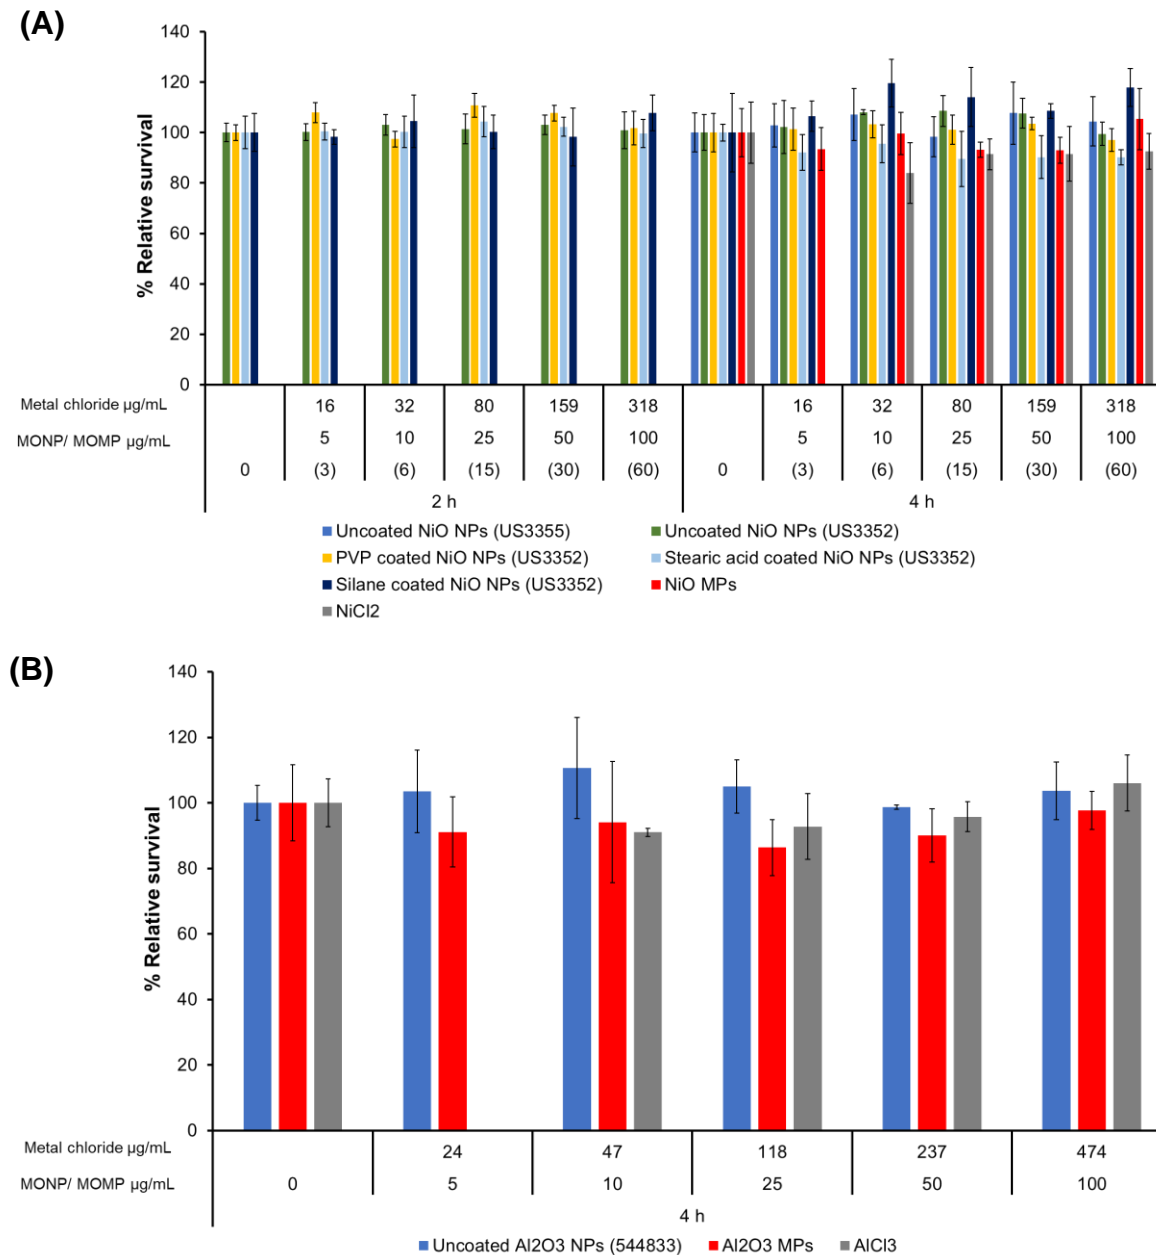 (A)
140
120
100
80
60
40
20
0
% Relative survival
Metal chloride µg/mL 16 32 80 159 318 16 32 80 159 318
MONP/ MOMP µg/mL 5 10 25 50 100 5 10 25 50 100
0 (3) (6) (15) (30) (60) 0 (3) (6) (15) (30) (60)
2 h 4 h
Uncoated NiO NPs (US3355) Uncoated NiO NPs (US3352)
PVP coated NiO NPs (US3352) Stearic acid coated NiO NPs (US3352)
Silane coated NiO NPs (US3352) NiO MPs
NiCl2
(B)
140
120
100
80
60
40
20
0
% Relative survival
Metal chloride µg/mL 24 47 118 237 474
MONP/ MOMP µg/mL 0 5 10 25 50 100
4 h
Uncoated Al2O3 NPs (544833) Al2O3 MPs AlCl3